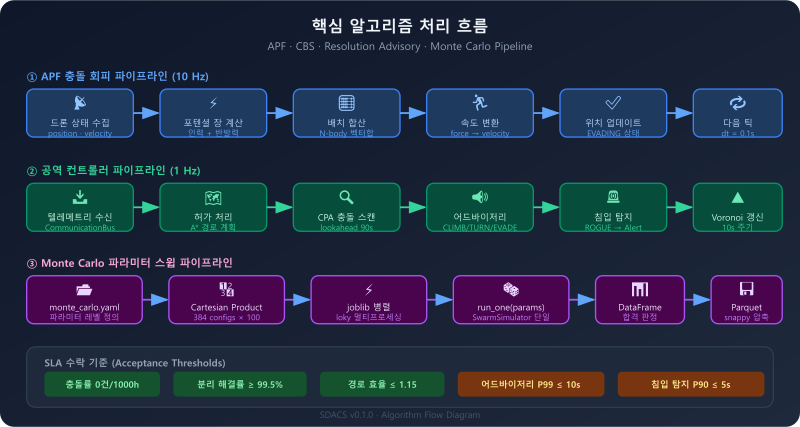 핵심 알고리즘 처리 흐름
APF · CBS · Resolution Advisory · Monte Carlo Pipeline
① APF 충돌 회피 파이프라인 (10 Hz)
드론 상태 수집
position · velocity
포텐셜 장 계산
인력 + 반발력
배치 합산
N-body 벡터합
속도 변환
force → velocity
위치 업데이트
EVADING 상태
다음 틱
dt = 0.1s
② 공역 컨트롤러 파이프라인 (1 Hz)
텔레메트리 수신
CommunicationBus
허가 처리
A* 경로 계획
CPA 충돌 스캔
lookahead 90s
어드바이저리
CLIMB/TURN/EVADE
침입 탐지
ROGUE → Alert
Voronoi 갱신
10s 주기
③ Monte Carlo 파라미터 스윕 파이프라인
monte_carlo.yaml
파라미터 레벨 정의
Cartesian Product
384 configs × 100
joblib 병렬
loky 멀티프로세싱
run_one(params)
SwarmSimulator 단일
DataFrame
합격 판정
Parquet
snappy 압축
SLA 수락 기준 (Acceptance Thresholds)
충돌률 0건/1000h
분리 해결률 ≥ 99.5%
경로 효율 ≤ 1.15
어드바이저리 P99 ≤ 10s
침입 탐지 P90 ≤ 5s
SDACS v0.1.0 · Algorithm Flow Diagram